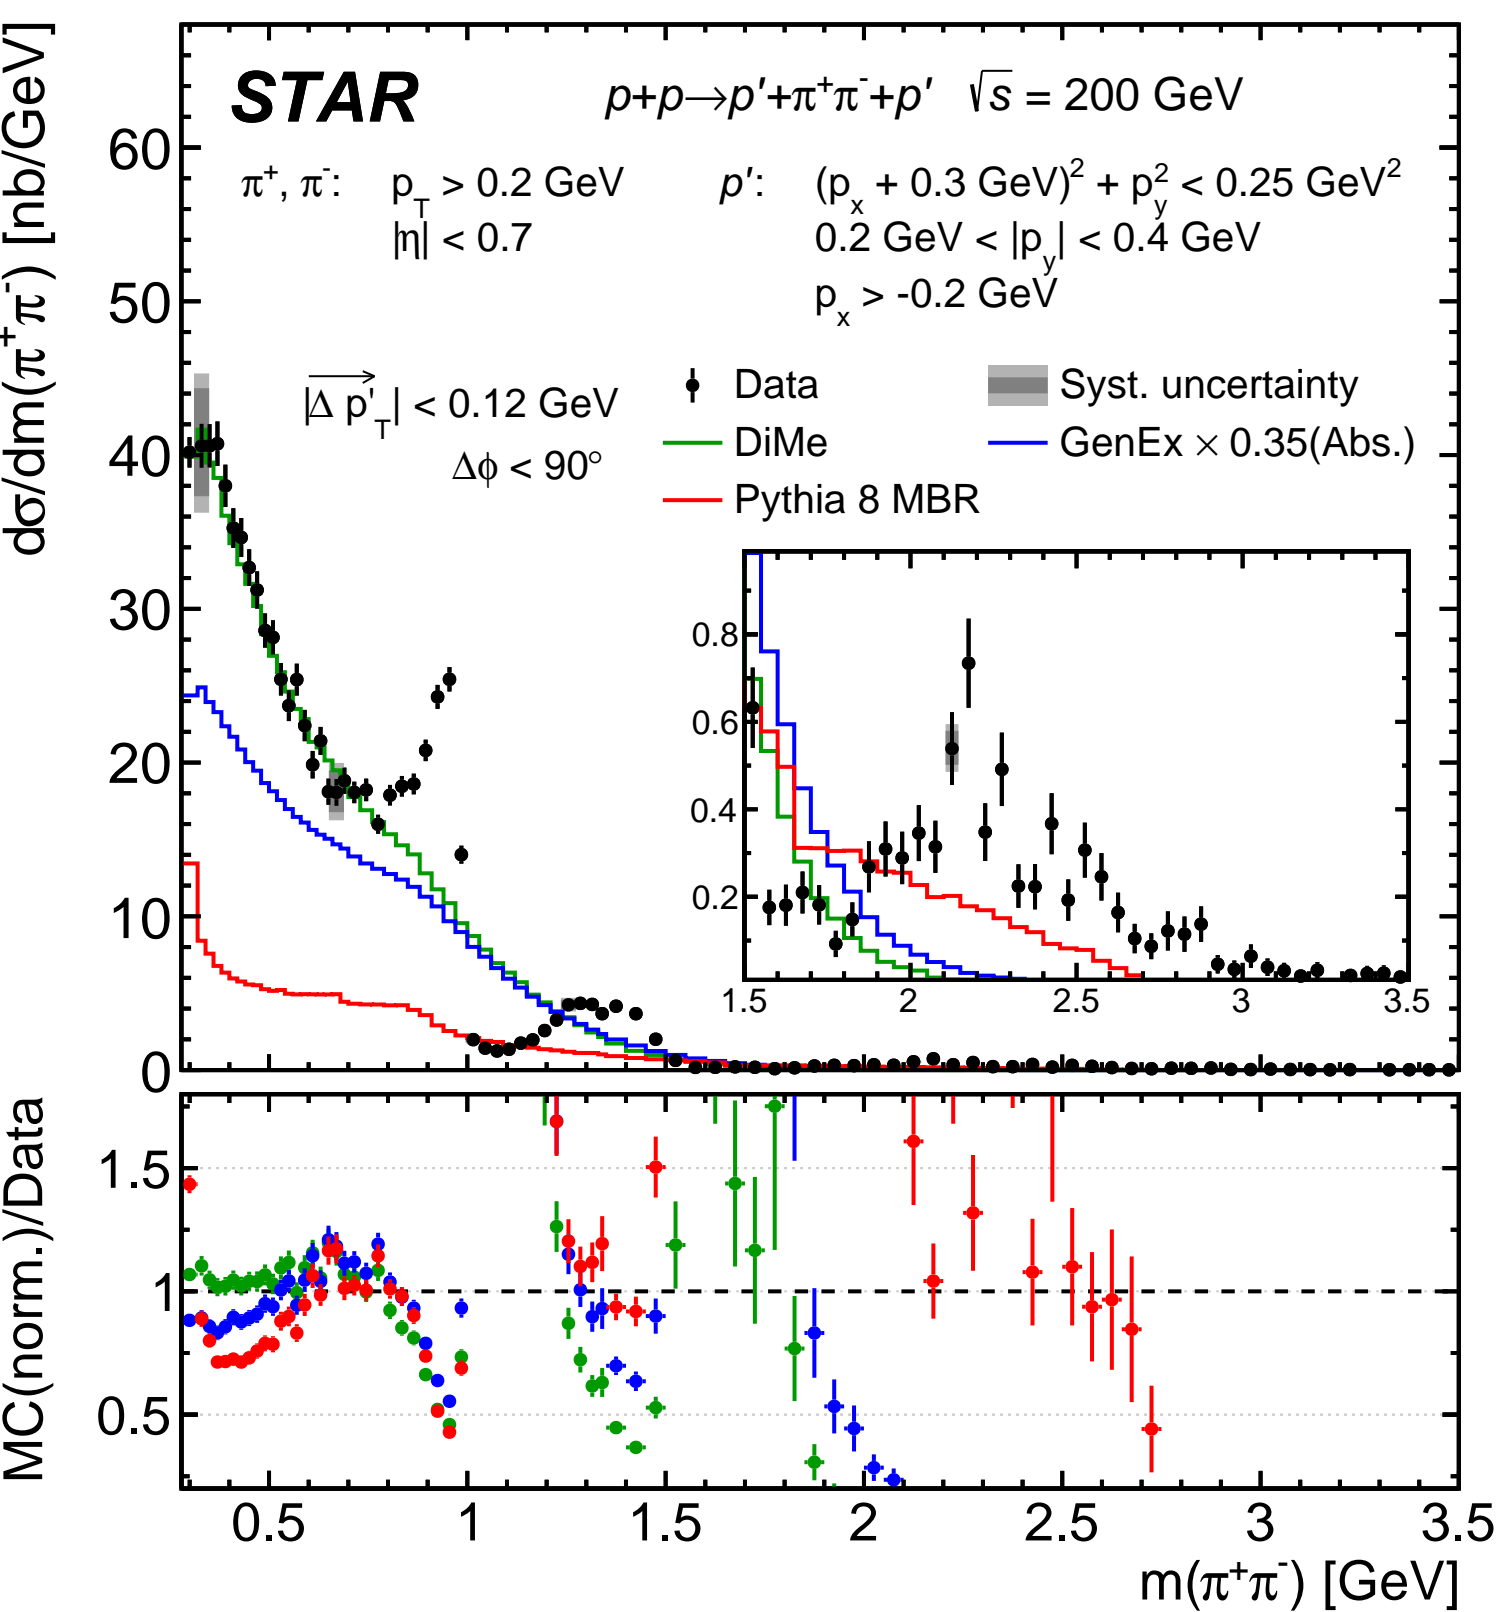 STAR
p+p→p′+π⁺π⁻+p′ √s = 200 GeV
π⁺, π⁻: p_T > 0.2 GeV p′: (p_x + 0.3 GeV)² + p_y² < 0.25 GeV²
|η| < 0.7 0.2 GeV < |p_y| < 0.4 GeV
p_x > -0.2 GeV
|Δ p'_T| < 0.12 GeV
Δϕ < 90°
Data Syst. uncertainty
DiMe GenEx × 0.35(Abs.)
Pythia 8 MBR
dσ/dm(π⁺π⁻) [nb/GeV]
60
50
40
30
20
10
0
0.8
0.6
0.4
0.2
1.5 2 2.5 3 3.5
MC(norm.)/Data
1.5
1
0.5
0.5 1 1.5 2 2.5 3 3.5
m(π⁺π⁻) [GeV]